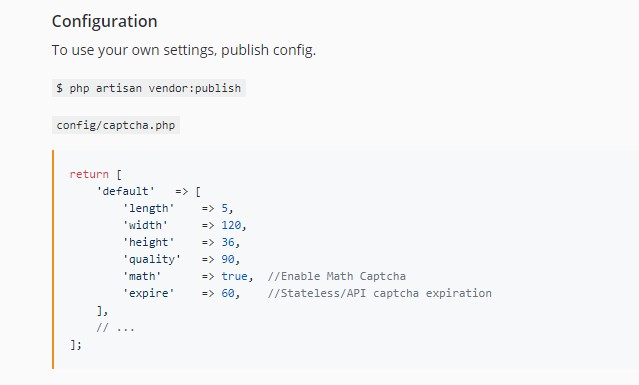 Configuration
To use your own settings, publish config.
$ php artisan vendor:publish
config/captcha.php
return [
    'default'   => [
        'length'    => 5,
        'width'     => 120,
        'height'    => 36,
        'quality'   => 90,
        'math'      => true,  //Enable Math Captcha
        'expire'    => 60,    //Stateless/API captcha expiration
    ],
    // ...
];